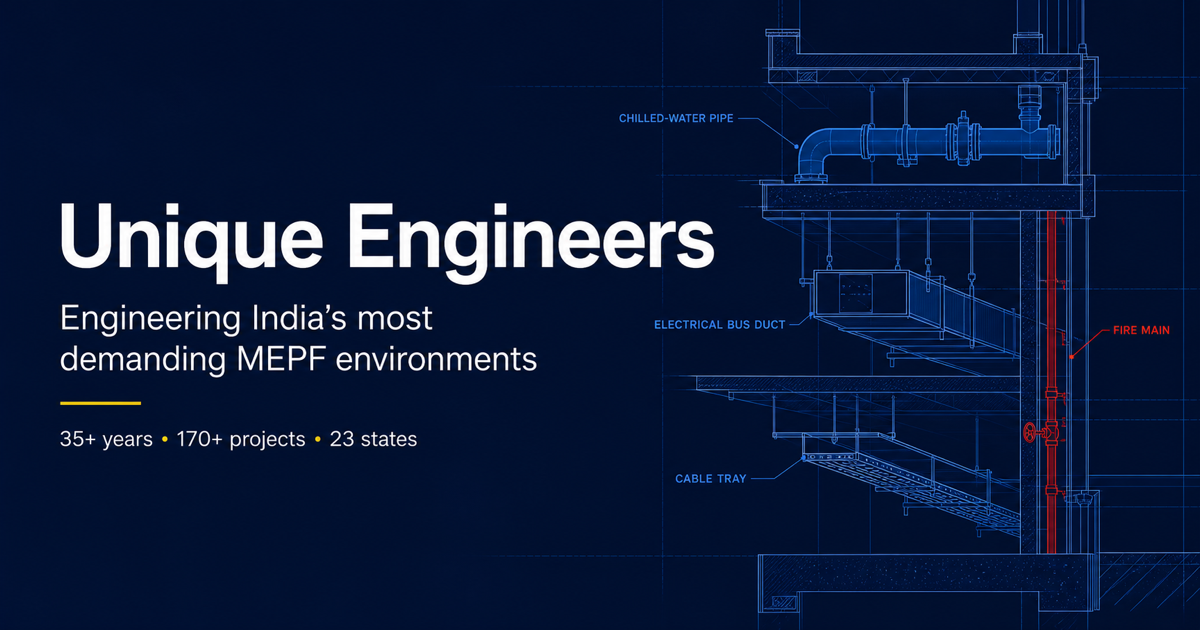 Unique Engineers
Engineering India’s most
demanding MEPF environments
35+ years • 170+ projects • 23 states
CHILLED-WATER PIPE
ELECTRICAL BUS DUCT
FIRE MAIN
CABLE TRAY